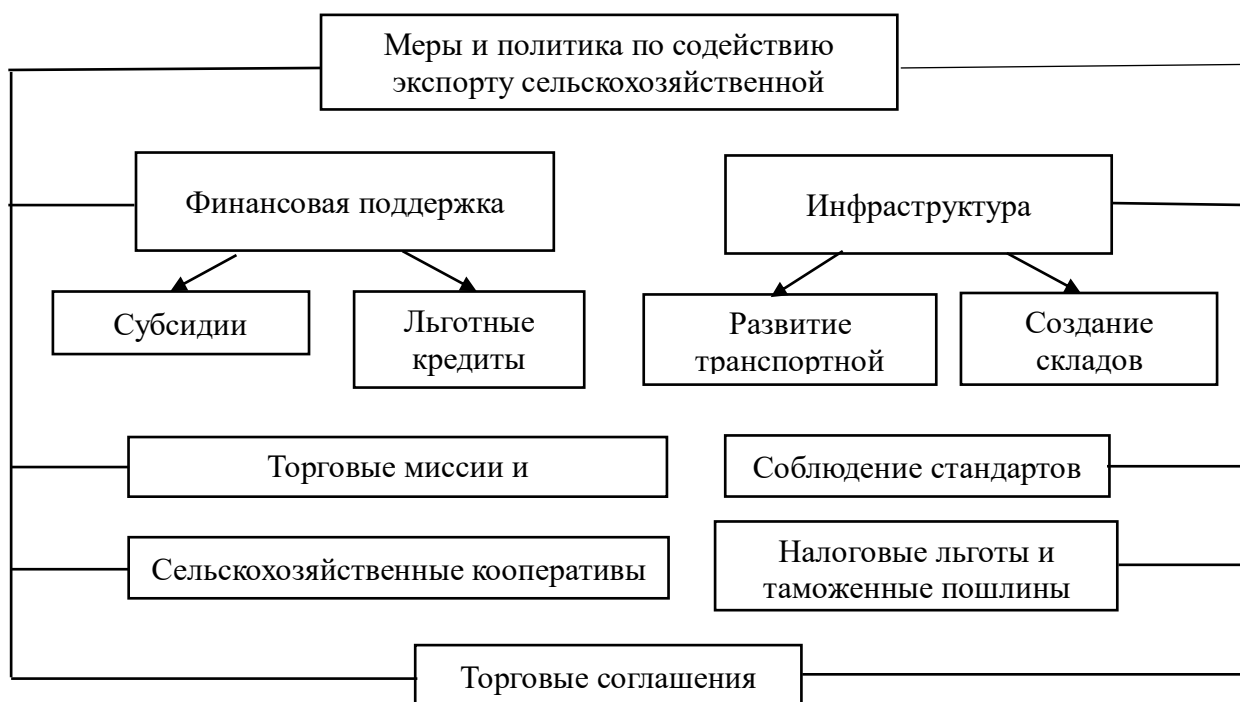 Меры и политика по содействию
экспорту сельскохозяйственной
Финансовая поддержка
Инфраструктура
Субсидии
Льготные
кредиты
Развитие
транспортной
Создание
складов
Торговые миссии и
Соблюдение стандартов
Сельскохозяйственные кооперативы
Налоговые льготы и
таможенные пошлины
Торговые соглашения